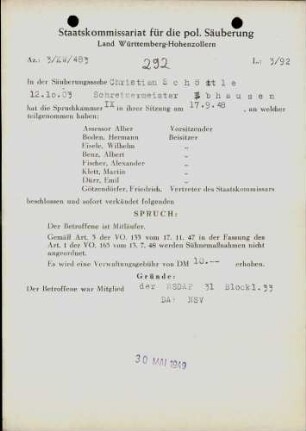 Staatskommissariat für die pol. Säuberung
Land Württemberg-Hohenzollern
Az.: 3/Zw/483 292 L.: 3/92
In der Säuberungssache Christian Schöttle
12.10.03 Schreinermeister Ebhausen
hat die Spruchkammer IX in ihrer Sitzung am 17.9.48, an welcher
teilgenommen haben:
Assessor Alber Vorsitzender
Boden, Hermann Beisitzer
Eisele, Wilhelm "
Benz, Albert "
Fischer, Alexander "
Klett, Martin "
Dürr, Emil "
Götzendörfer, Friedrich, Vertreter des Staatskommissars
beschlossen und sofort verkündet folgenden
SPRUCH:
Der Betroffene ist Mitläufer.
Gemäß Art. 5 der VO. 133 vom 17. 11. 47 in der Fassung des
Art. 1 der VO. 165 vom 13. 7. 48 werden Sühnemaßnahmen nicht
angeordnet.
Es wird eine Verwaltungsgebühr von DM 10.-- erhoben.
Gründe:
Der Betroffene war Mitglied der NSDAP 31 Blockl.33
DAF NSV
30 MAI 1949